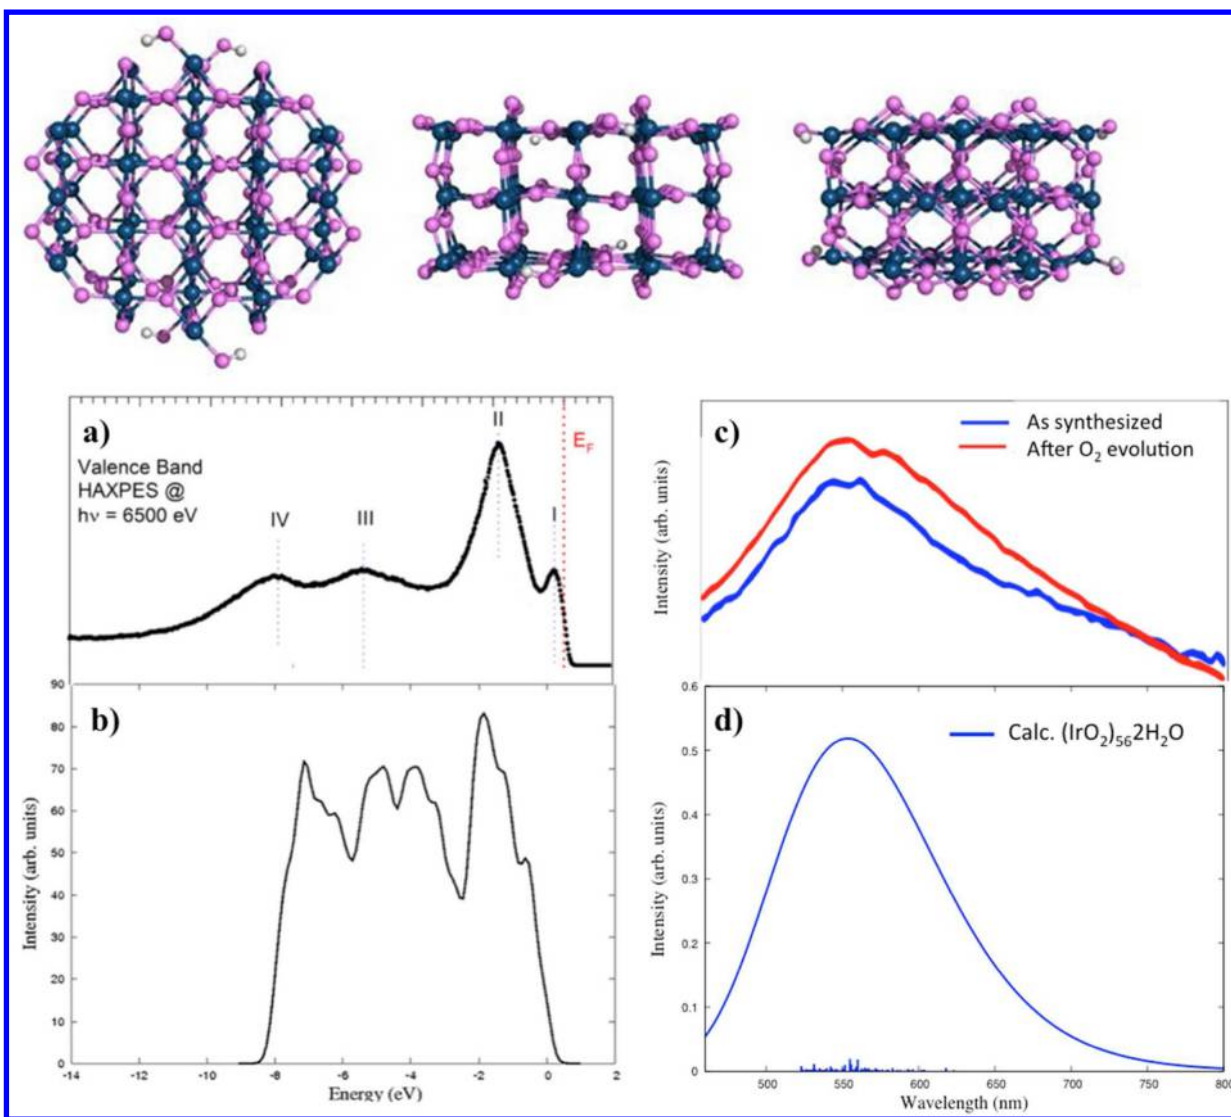 a)
Valence Band
HAXPES @
hν = 6500 eV
IV
III
II
I
E_F
b)
Intensity (arb. units)
90
80
70
60
50
40
30
20
10
0
-14
-12
-10
-8
-6
-4
-2
0
2
Energy (eV)
c)
As synthesized
After O₂ evolution
Intensity (arb. units)
d)
Calc. (IrO₂)₅₆2H₂O
Intensity (arb. units)
0.6
0.5
0.4
0.3
0.2
0.1
0
500
550
600
650
700
750
800
Wavelength (nm)